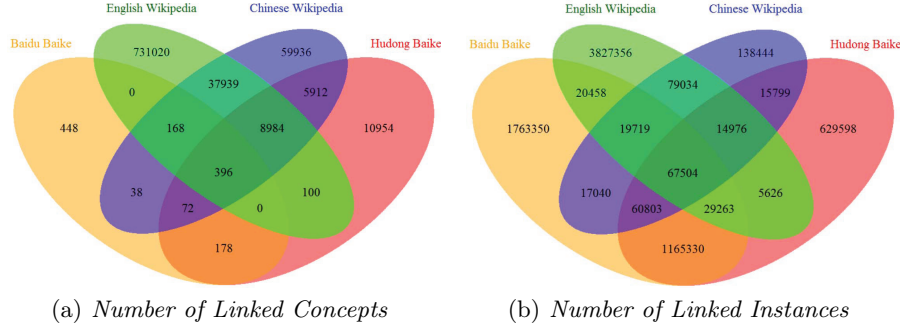 English Wikipedia Chinese Wikipedia
Baidu Baike Hudong Baike
731020 59936
37939
0 5912
448 168 8984 10954
396
38 100
72 0
178
(a) Number of Linked Concepts
English Wikipedia Chinese Wikipedia
Baidu Baike Hudong Baike
3827356 138444
79034
20458 15799
1763350 19719 14976 629598
67504
17040 5626
60803 29263
1165330
(b) Number of Linked Instances